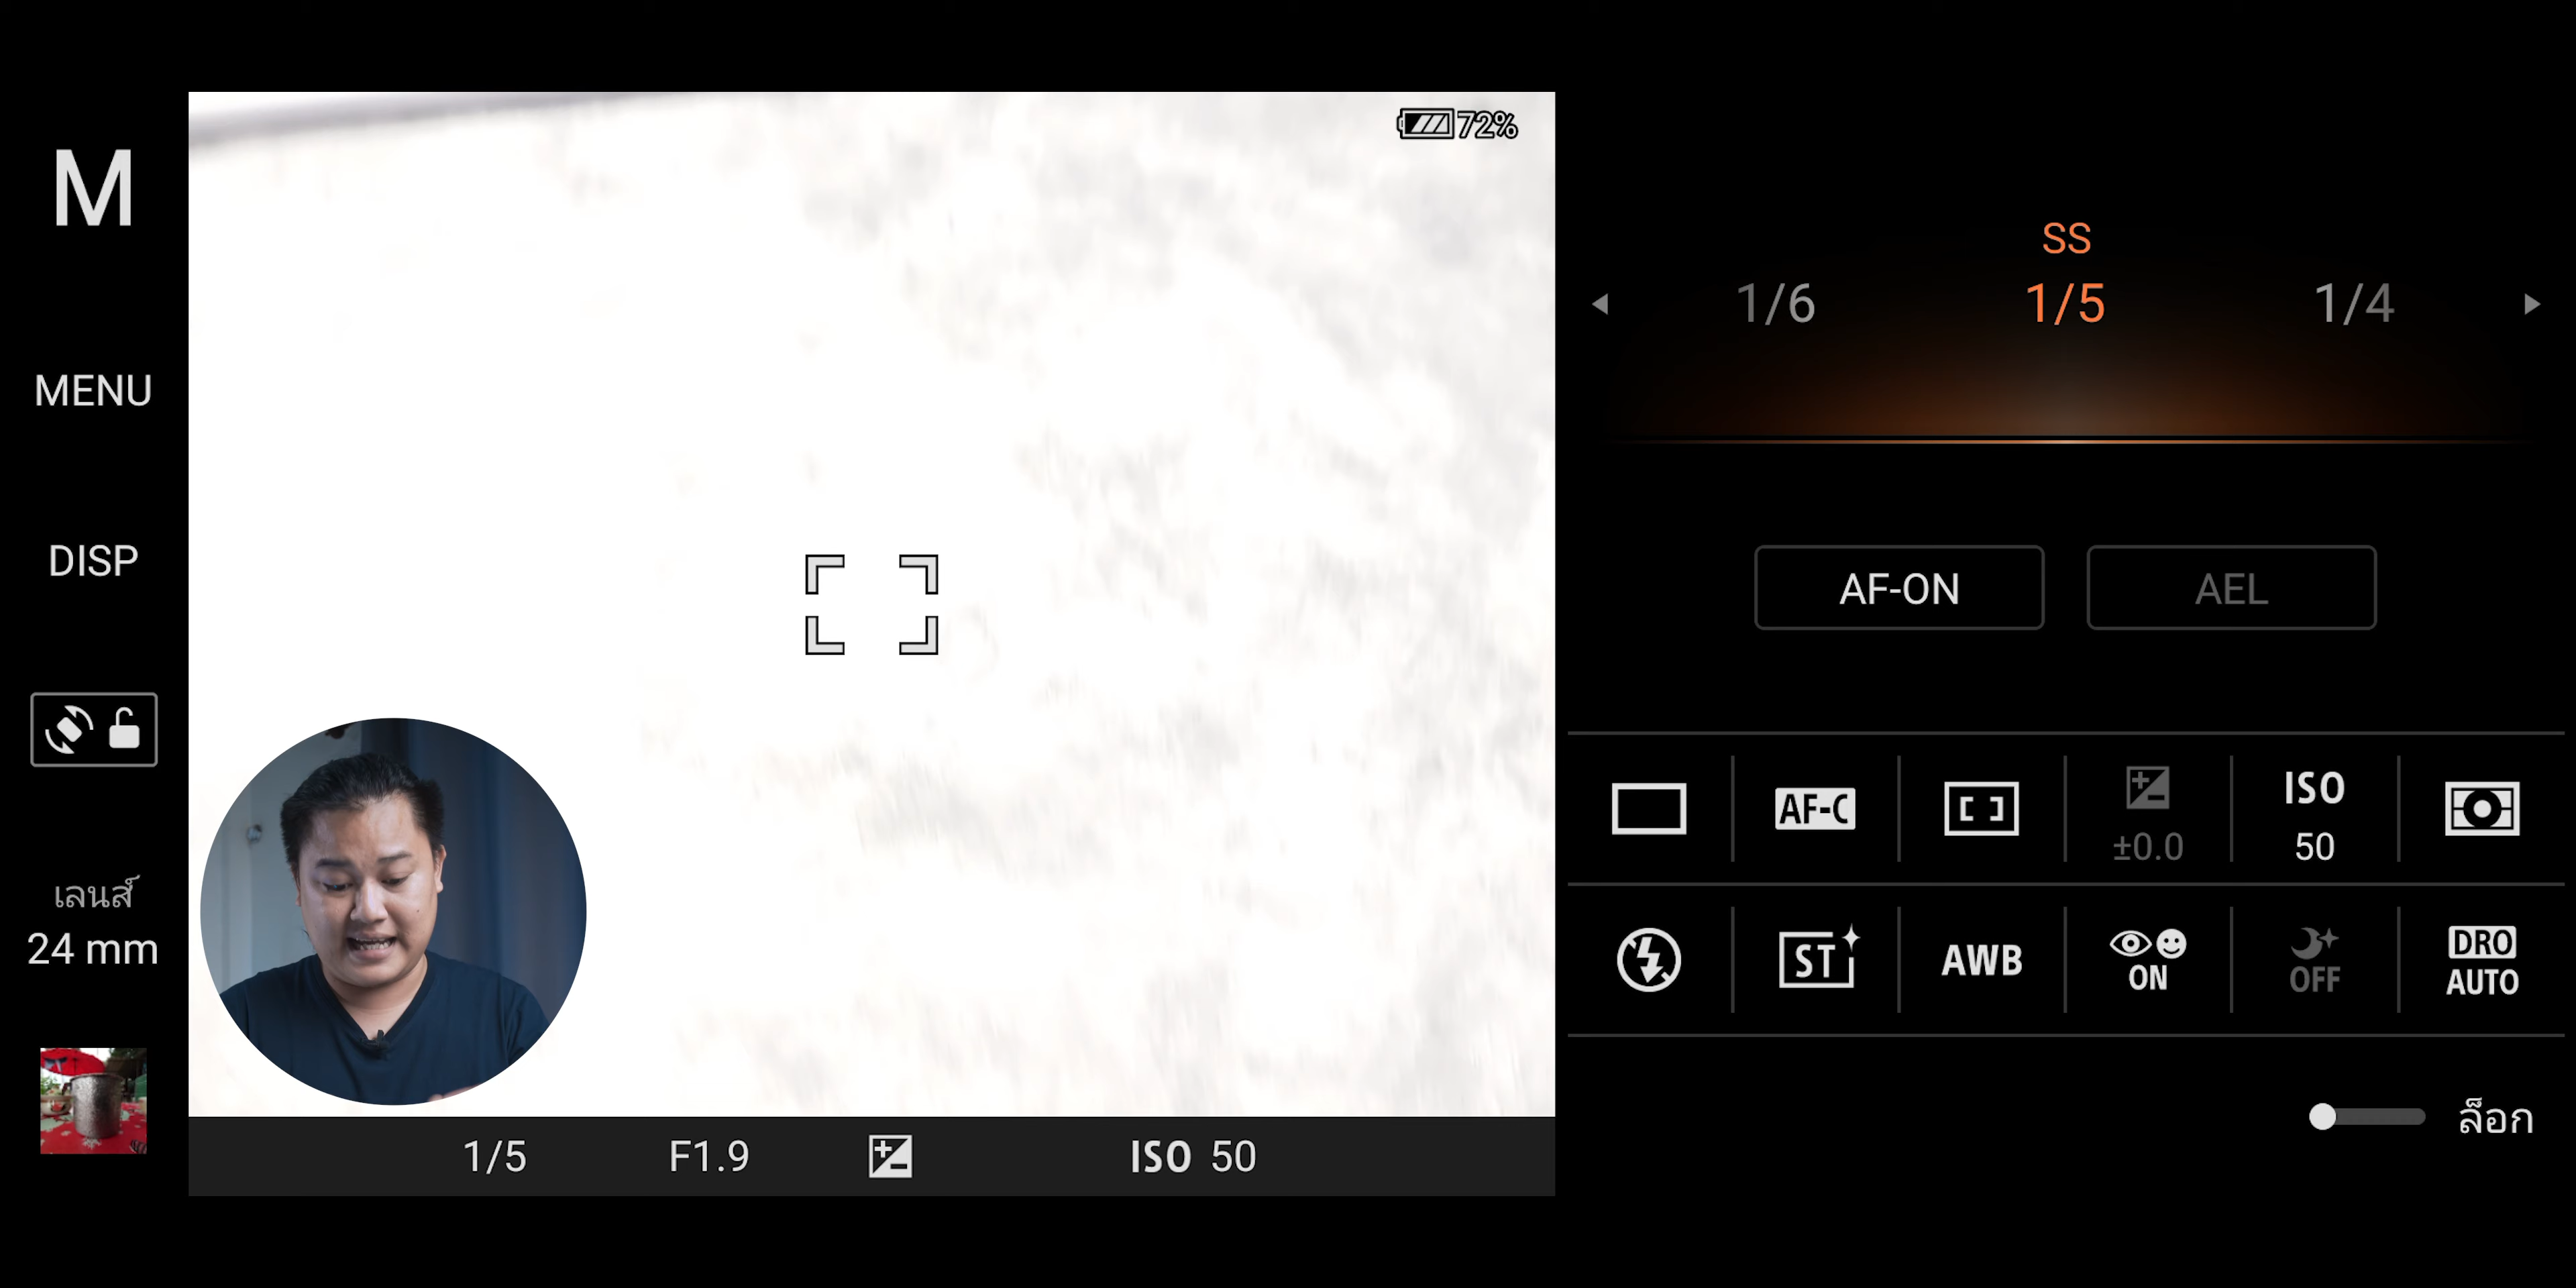 M
MENU
DISP
เลนส์
24 mm
72%
1/5 F1.9 ISO 50
SS
1/6 1/5 1/4
AF-ON AEL
AF-C ±0.0 ISO 50
ST AWB ON OFF DRO AUTO
ล็อก